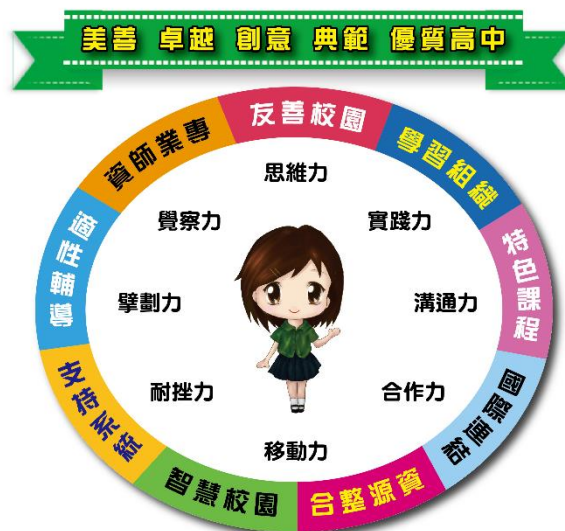 美善 卓越 創意 典範 優質高中
友善校園
學習組織
特色課程
國際連結
資源整合
智慧校園
支持系統
適性輔導
專業師資
思維力
實踐力
溝通力
合作力
移動力
耐挫力
擘劃力
覺察力